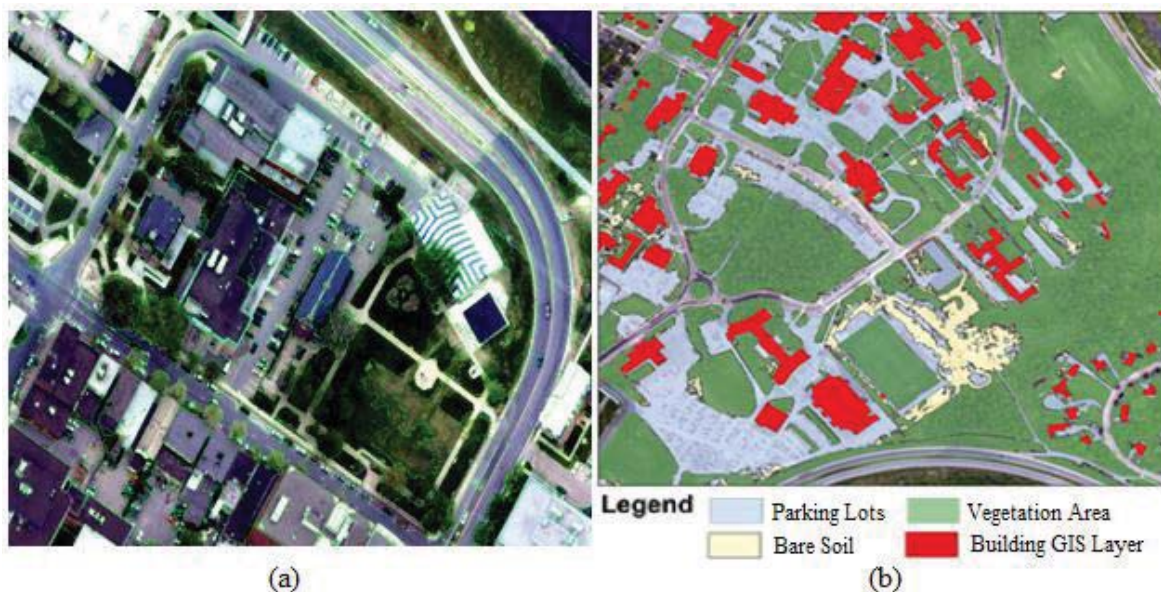 Legend
Parking Lots
Vegetation Area
Bare Soil
Building GIS Layer
(a)
(b)